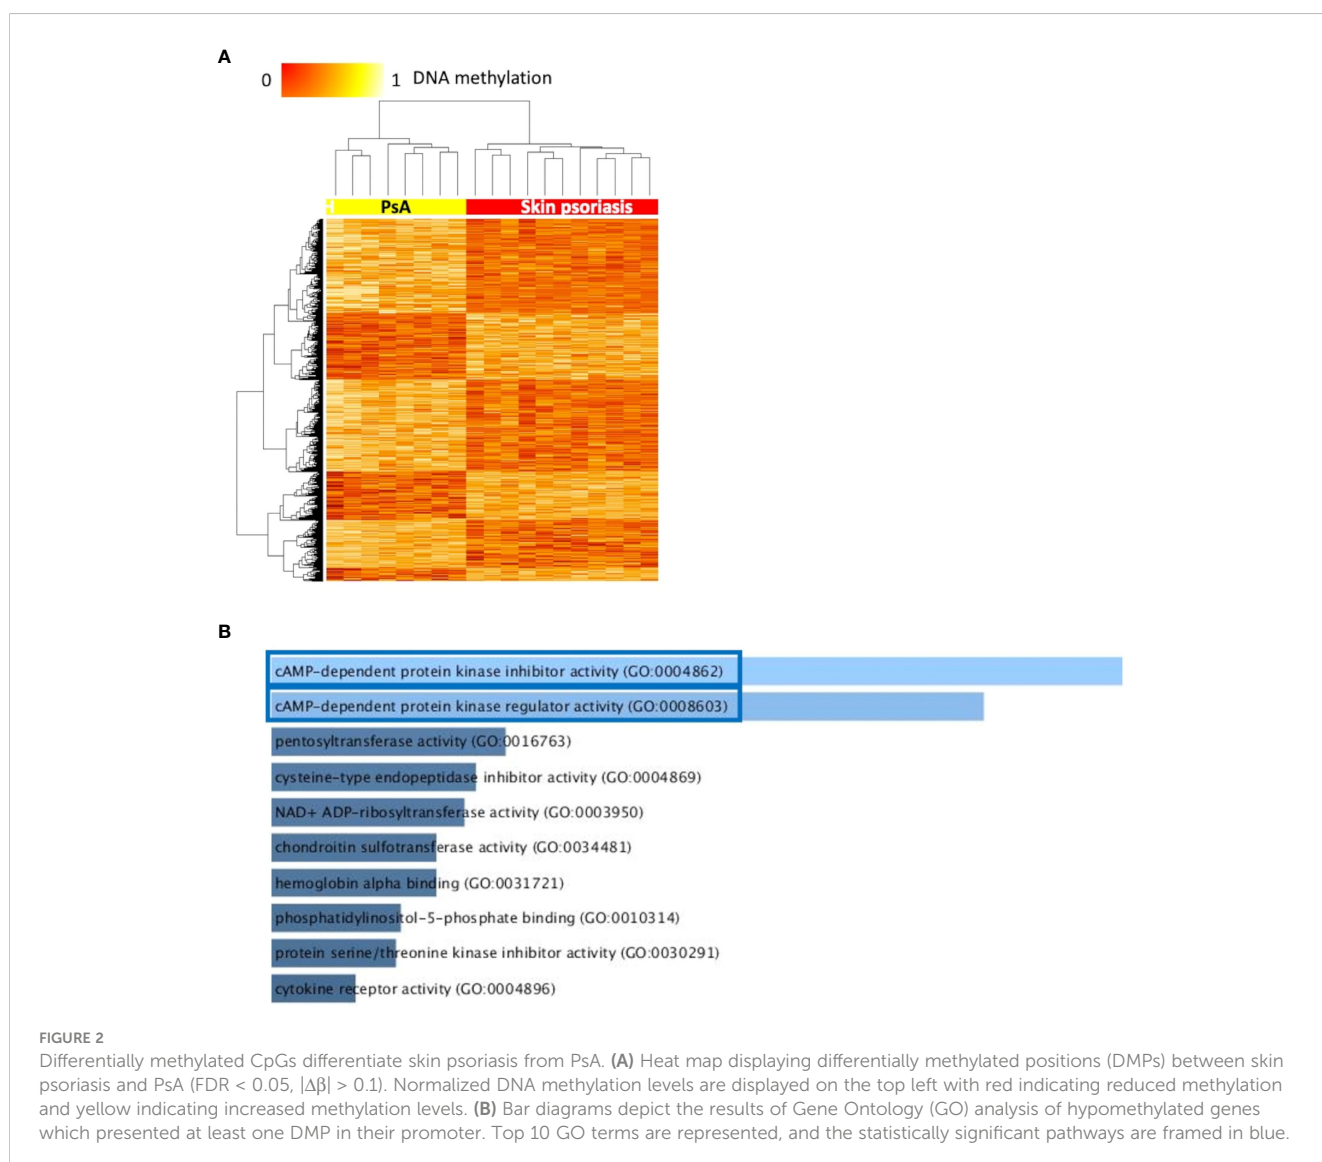 A
0 1 DNA methylation
PsA Skin psoriasis
B
cAMP-dependent protein kinase inhibitor activity (GO:0004862)
cAMP-dependent protein kinase regulator activity (GO:0008603)
pentosyltransferase activity (GO:0016763)
cysteine-type endopeptidase inhibitor activity (GO:0004869)
NAD+ ADP-ribosyltransferase activity (GO:0003950)
chondroitin sulfotransferase activity (GO:0034481)
hemoglobin alpha binding (GO:0031721)
phosphatidylinositol-5-phosphate binding (GO:0010314)
protein serine/threonine kinase inhibitor activity (GO:0030291)
cytokine receptor activity (GO:0004896)
FIGURE 2
Differentially methylated CpGs differentiate skin psoriasis from PsA. (A) Heat map displaying differentially methylated positions (DMPs) between skin
psoriasis and PsA (FDR < 0.05, |Δβ| > 0.1). Normalized DNA methylation levels are displayed on the top left with red indicating reduced methylation
and yellow indicating increased methylation levels. (B) Bar diagrams depict the results of Gene Ontology (GO) analysis of hypomethylated genes
which presented at least one DMP in their promoter. Top 10 GO terms are represented, and the statistically significant pathways are framed in blue.